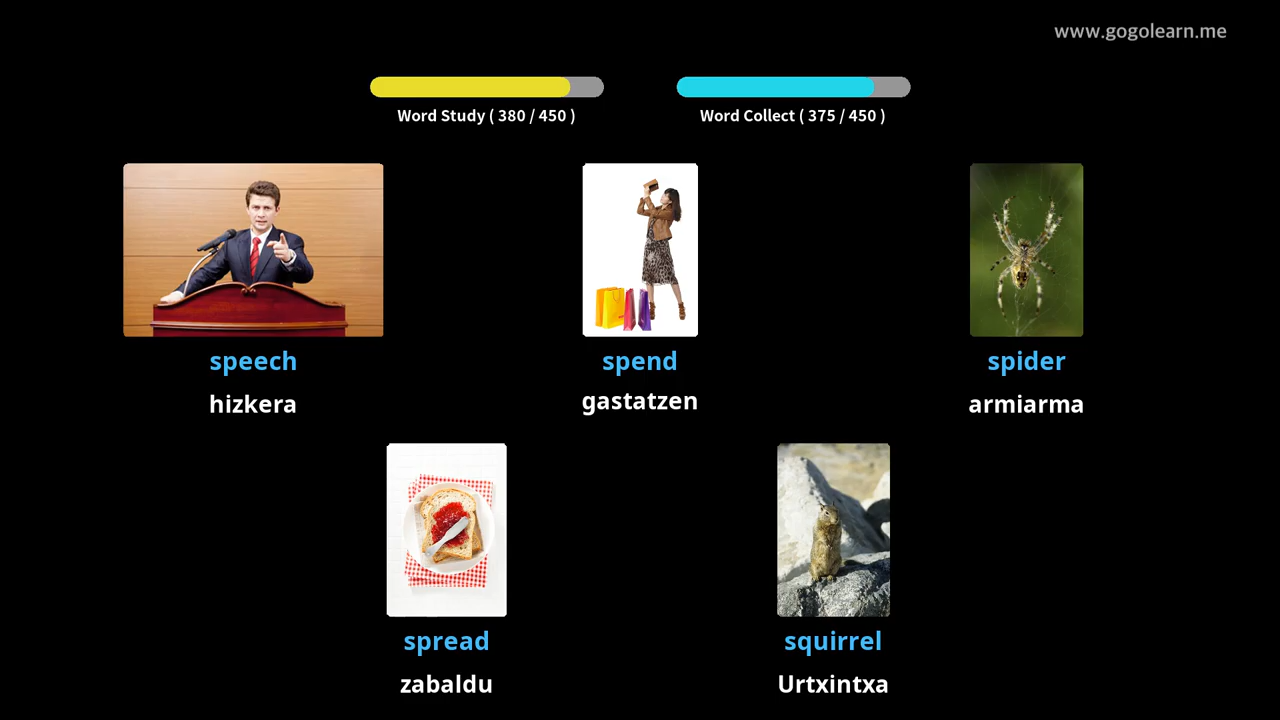 www.gogolearn.me
Word Study ( 380 / 450 )
Word Collect ( 375 / 450 )
speech
hizkera
spend
gastatzen
spider
armiarma
spread
zabaldu
squirrel
Urtxintxa